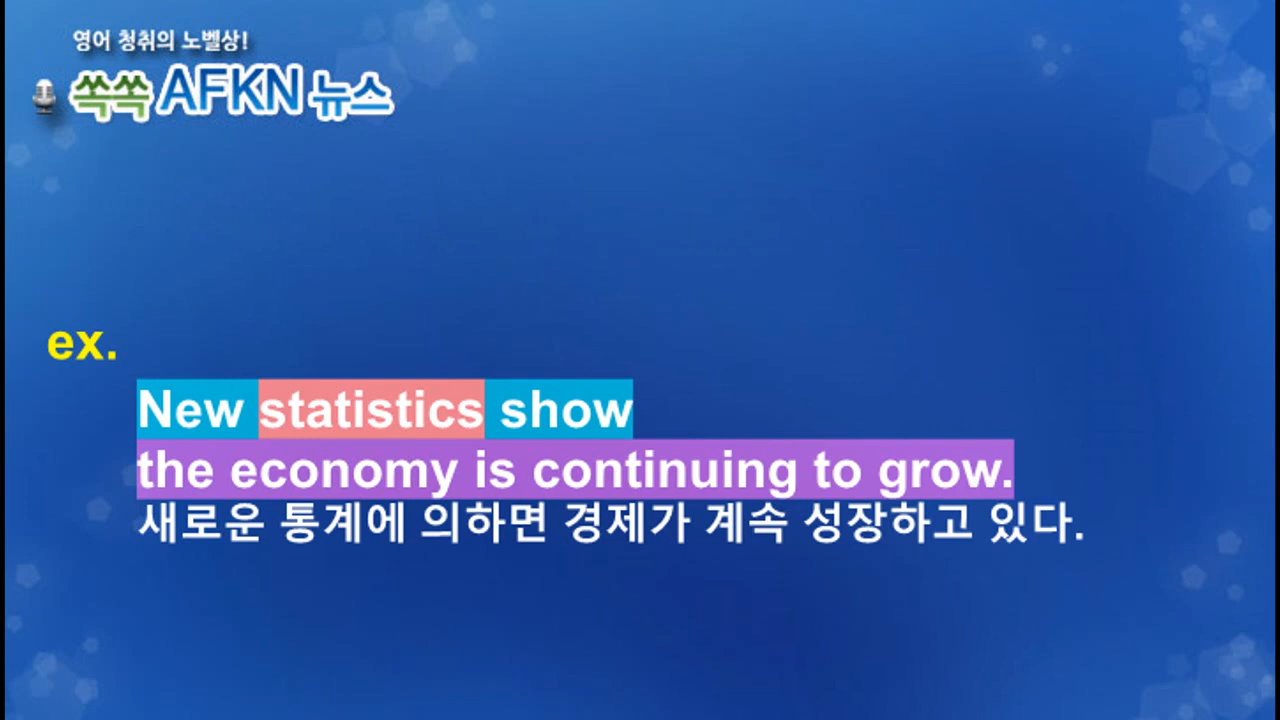 영어 청취의 노벨상!
쏙쏙 AFKN 뉴스
ex.
New statistics show
the economy is continuing to grow.
새로운 통계에 의하면 경제가 계속 성장하고 있다.